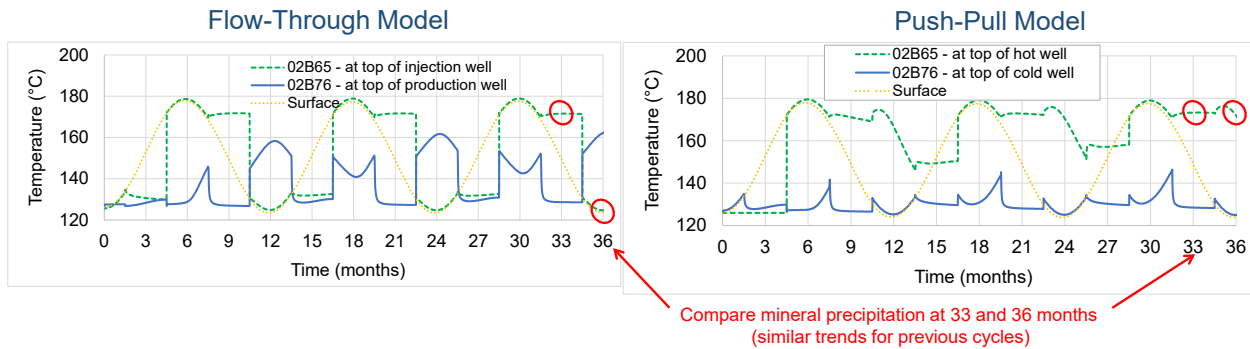 Flow-Through Model
200
180
160
140
120
Temperature (°C)
02B65 - at top of injection well
02B76 - at top of production well
Surface
0 3 6 9 12 15 18 21 24 27 30 33 36
Time (months)
Push-Pull Model
200
180
160
140
120
Temperature (°C)
02B65 - at top of hot well
02B76 - at top of cold well
Surface
0 3 6 9 12 15 18 21 24 27 30 33 36
Time (months)
Compare mineral precipitation at 33 and 36 months
(similar trends for previous cycles)